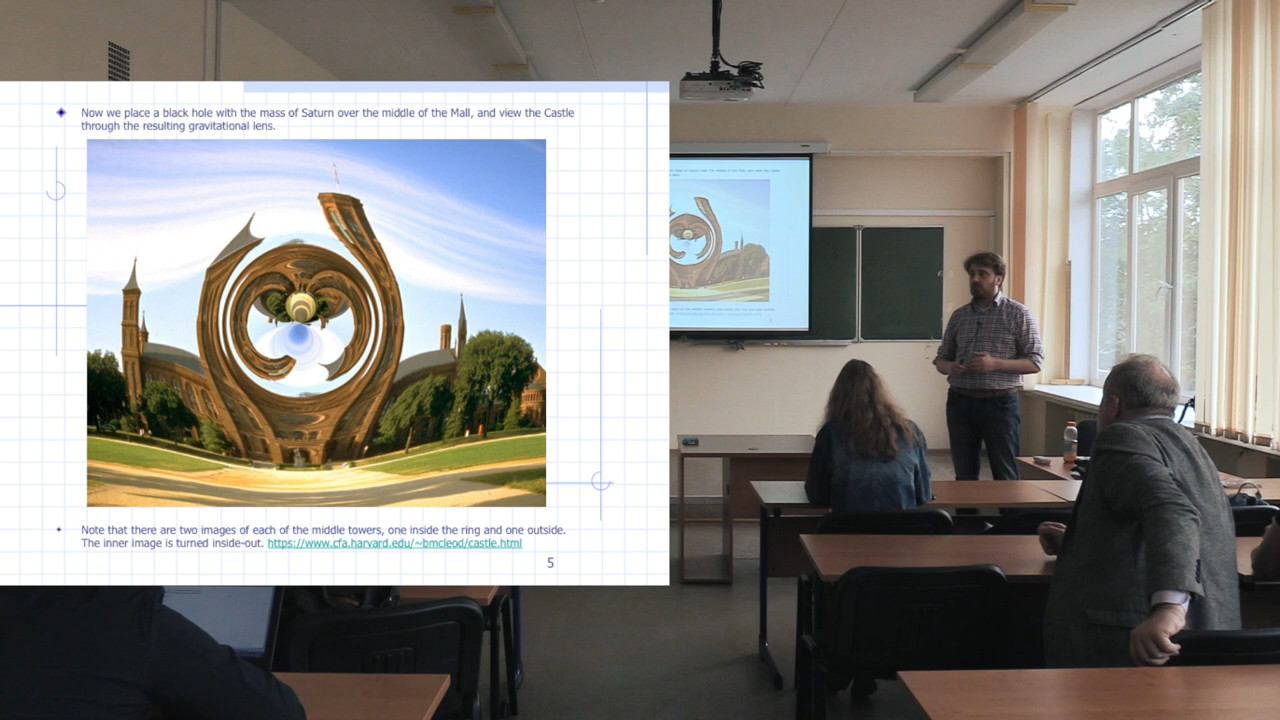 Now we place a black hole with the mass of Saturn over the middle of the Mall, and view the Castle
through the resulting gravitational lens.
Note that there are two images of each of the middle towers, one inside the ring and one outside.
The inner image is turned inside-out. https://www.cfa.harvard.edu/~bmcleod/castle.html
5